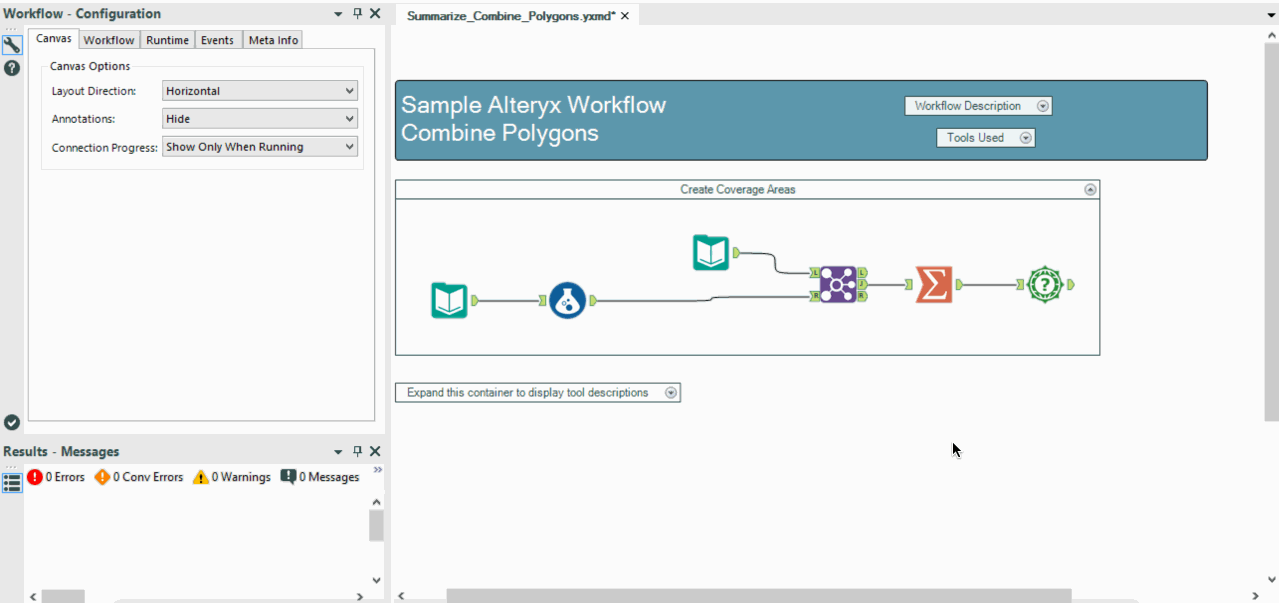 Workflow - Configuration
Canvas
Workflow
Runtime
Events
Meta Info
Canvas Options
Layout Direction:
Horizontal
Annotations:
Hide
Connection Progress:
Show Only When Running
Results - Messages
0 Errors
0 Conv Errors
0 Warnings
0 Messages
Summarize_Combine_Polygons.yxmd*
Sample Alteryx Workflow
Combine Polygons
Workflow Description
Tools Used
Create Coverage Areas
L
R
L
J
R
Expand this container to display tool descriptions